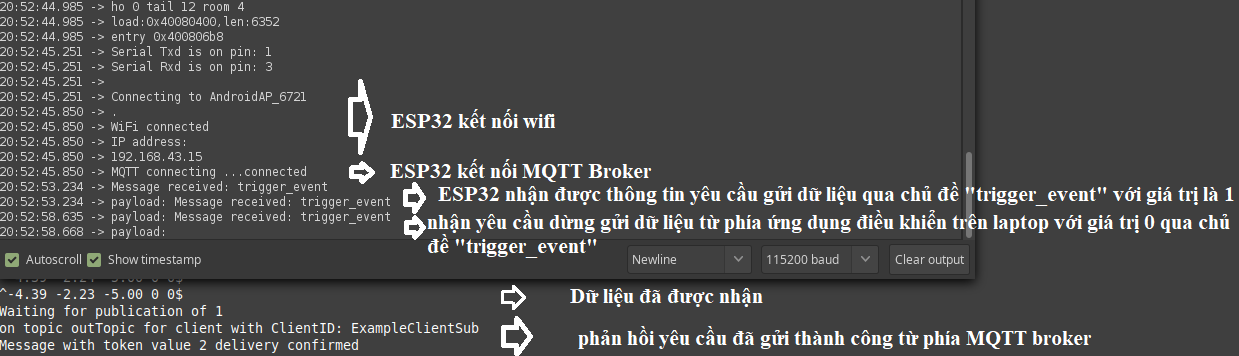 20:52:44.985 -> ho 0 tail 12 room 4
20:52:44.985 -> load:0x40080400,len:6352
20:52:44.985 -> entry 0x400806b8
20:52:45.251 -> Serial Txd is on pin: 1
20:52:45.251 -> Serial Rxd is on pin: 3
20:52:45.251 ->
20:52:45.251 -> Connecting to AndroidAP_6721
20:52:45.850 -> .
ESP32 kết nối wifi
20:52:45.850 -> WiFi connected
20:52:45.850 -> IP address:
20:52:45.850 -> 192.168.43.15
20:52:45.850 -> MQTT connecting ...connected
ESP32 kết nối MQTT Broker
20:52:53.234 -> Message received: trigger_event
20:52:53.234 -> payload: Message received: trigger_event
ESP32 nhận được thông tin yêu cầu gửi dữ liệu qua chủ đề "trigger_event" với giá trị là 1
20:52:58.635 -> payload: Message received: trigger_event
nhận yêu cầu dừng gửi dữ liệu từ phía ứng dụng điều khiển trên laptop với giá trị 0 qua chủ
20:52:58.668 -> payload:
đề "trigger_event"
Autoscroll
Show timestamp
Newline
115200 baud
Clear output
^-4.39 -2.23 -5.00 0 0$
Dữ liệu đã được nhận
Waiting for publication of 1
on topic outTopic for client with ClientID: ExampleClientSub
Message with token value 2 delivery confirmed
phản hồi yêu cầu đã gửi thành công từ phía MQTT broker